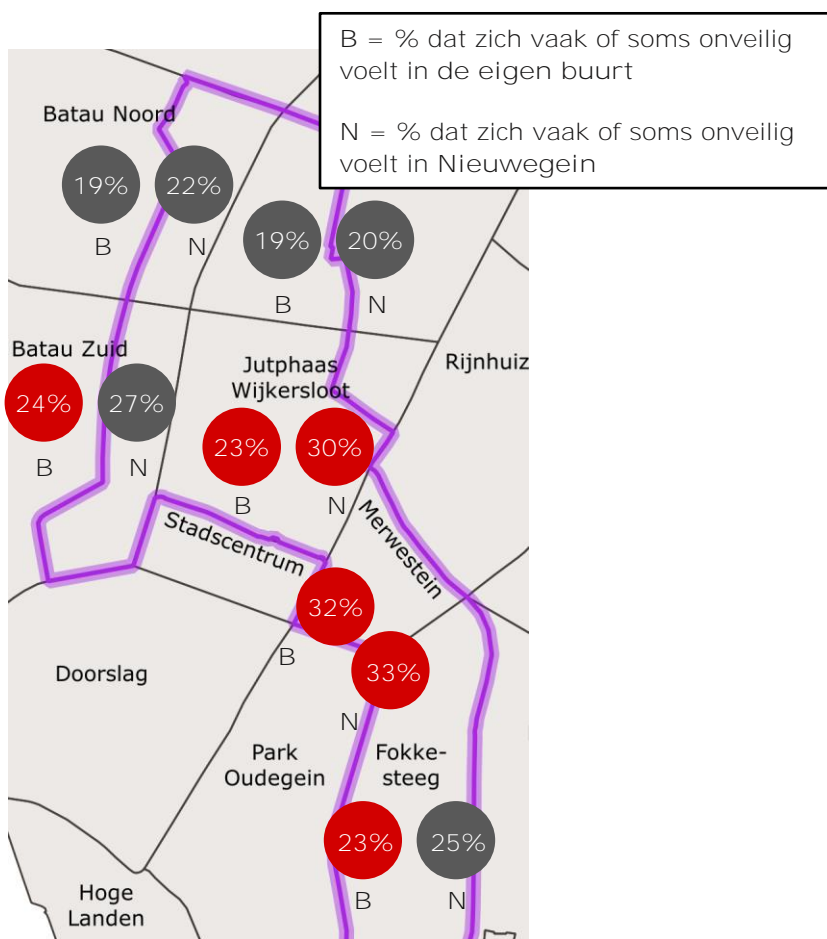 B = % dat zich vaak of soms onveilig
voelt in de eigen buurt
N = % dat zich vaak of soms onveilig
voelt in Nieuwegein
Batau Noord
19%
22%
B
N
19%
20%
B
N
Batau Zuid
24%
27%
B
N
Jutphaas
Wijkersloot
23%
30%
B
N
Rijnhuiz
Stadscentrum
Merwestein
32%
B
33%
N
Doorslag
Park
Oudegein
Fokke-
steeg
23%
25%
B
N
Hoge
Landen